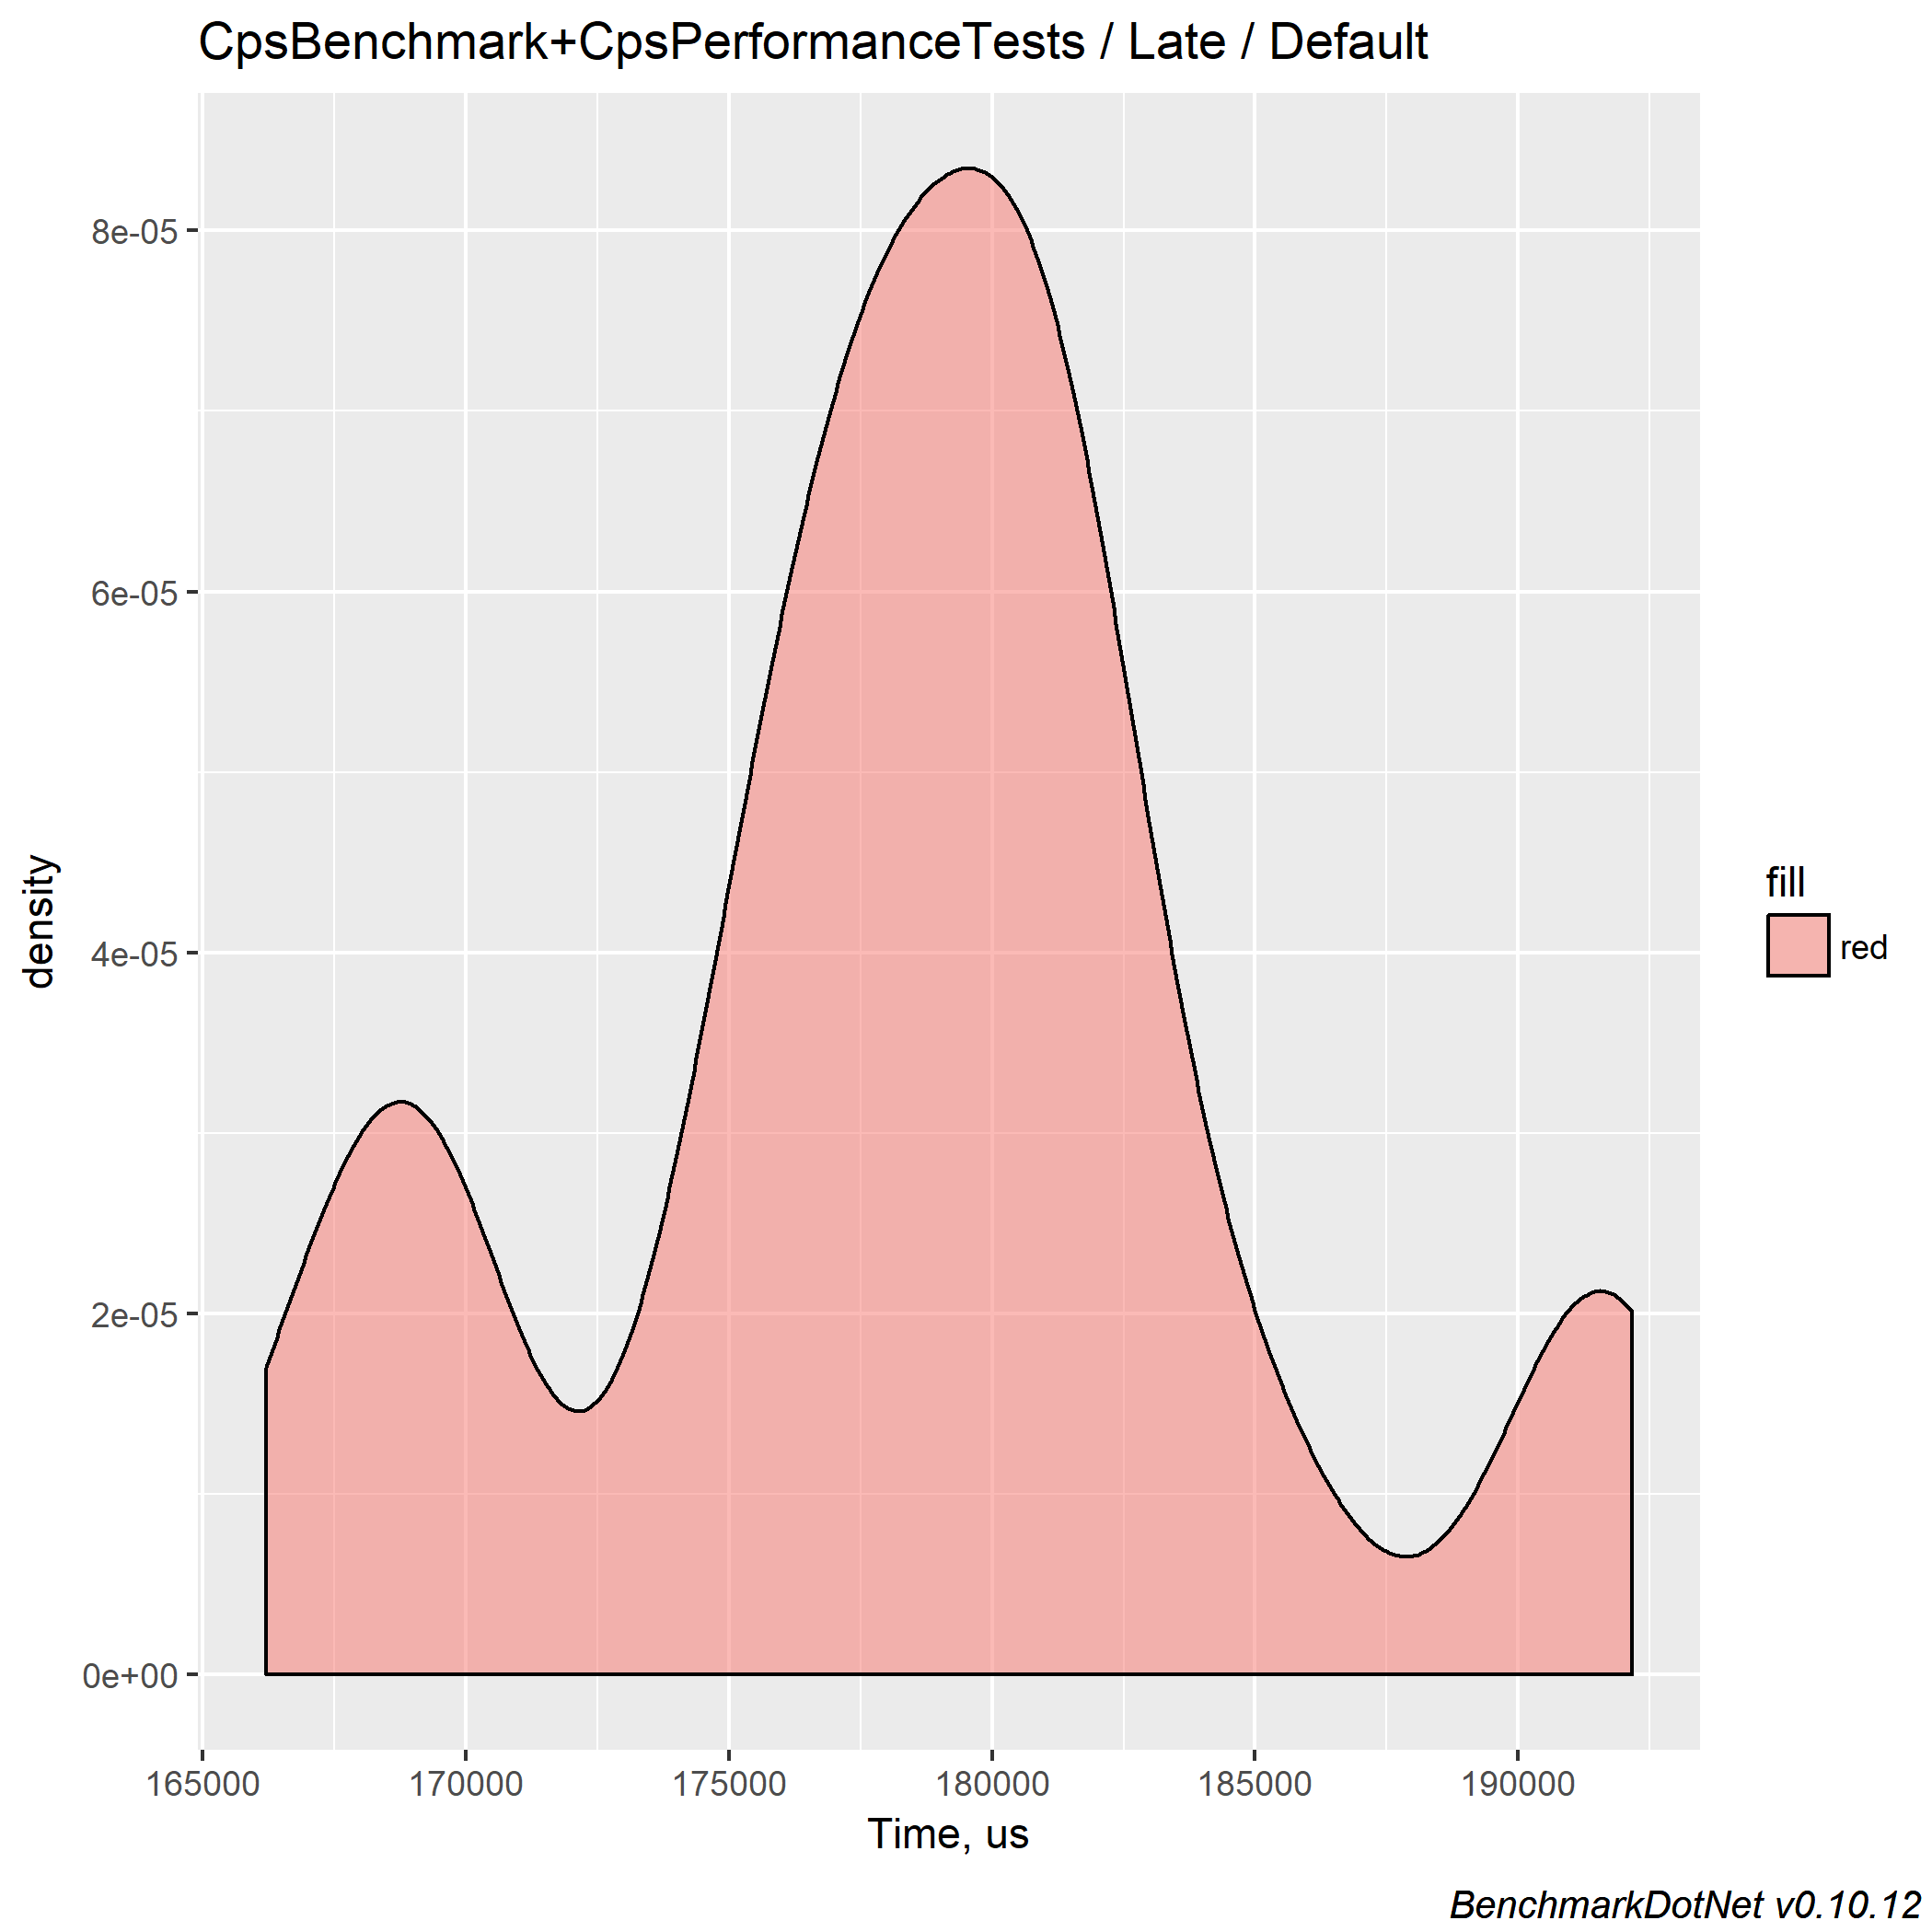 CpsBenchmark+CpsPerformanceTests / Late / Default
density
8e-05
6e-05
4e-05
2e-05
0e+00
165000 170000 175000 180000 185000 190000
Time, us
fill
red
BenchmarkDotNet v0.10.12